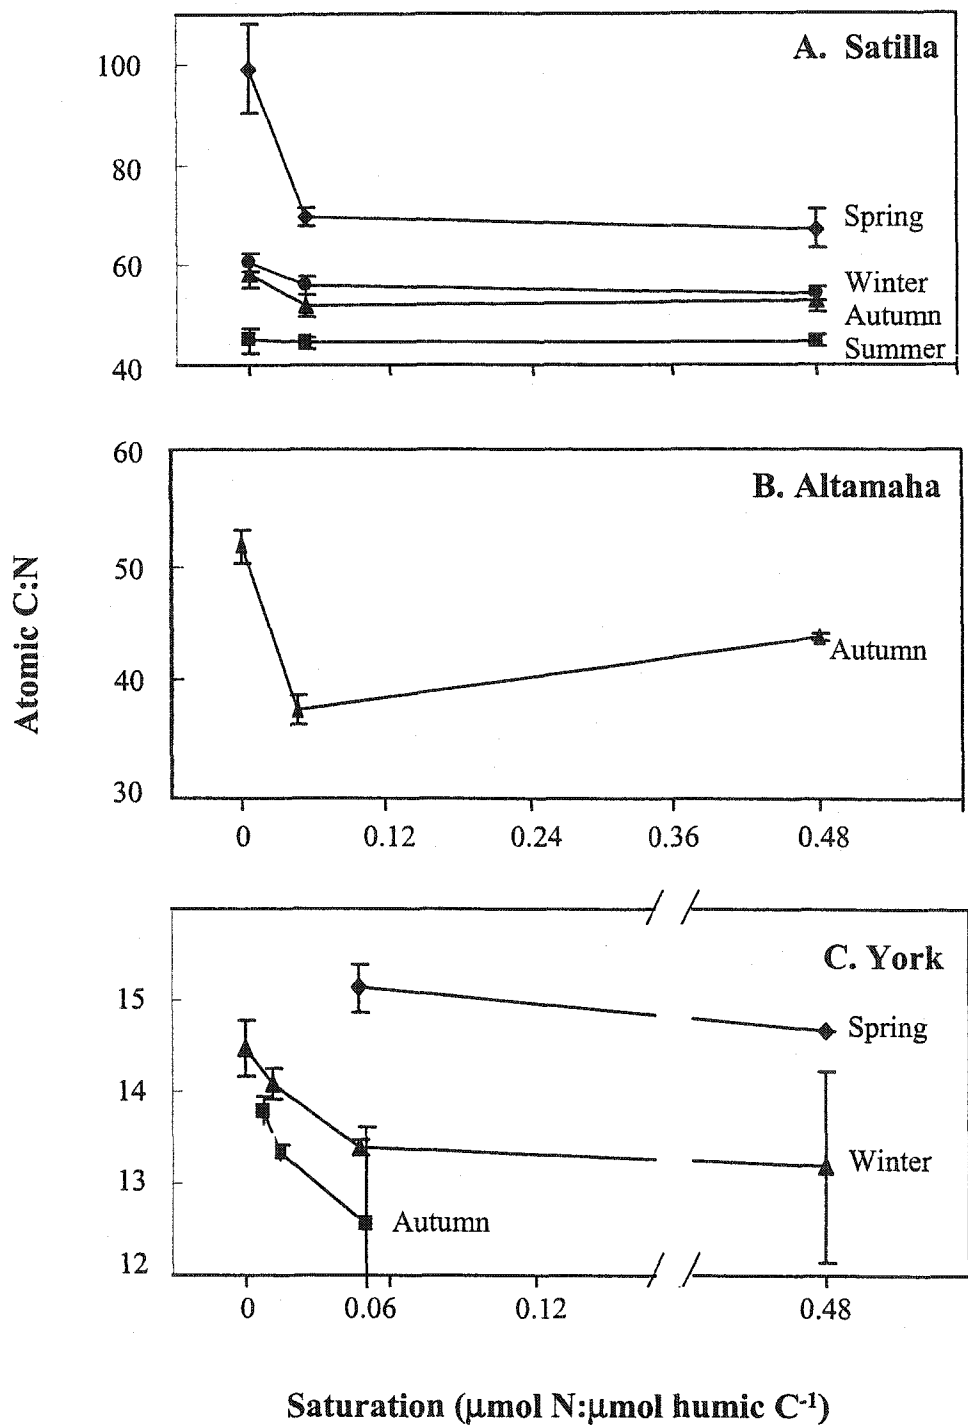 A. Satilla
100
80
60
40
Spring
Winter
Autumn
Summer
Atomic C:N
B. Altamaha
60
50
40
30
Autumn
0 0.12 0.24 0.36 0.48
C. York
15
14
13
12
Spring
Winter
Autumn
0 0.06 0.12 0.48
Saturation (μmol N:μmol humic C⁻¹)